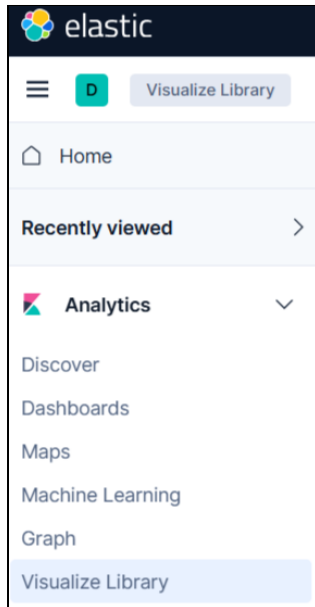 elastic
D Visualize Library
Home
Recently viewed
Analytics
Discover
Dashboards
Maps
Machine Learning
Graph
Visualize Library